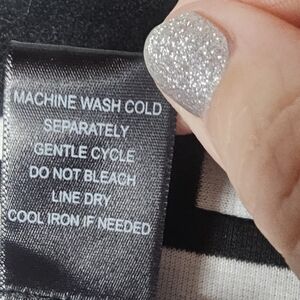 MACHINE WASH COLD
SEPARATELY
GENTLE CYCLE
DO NOT BLEACH
LINE DRY
COOL IRON IF NEEDED